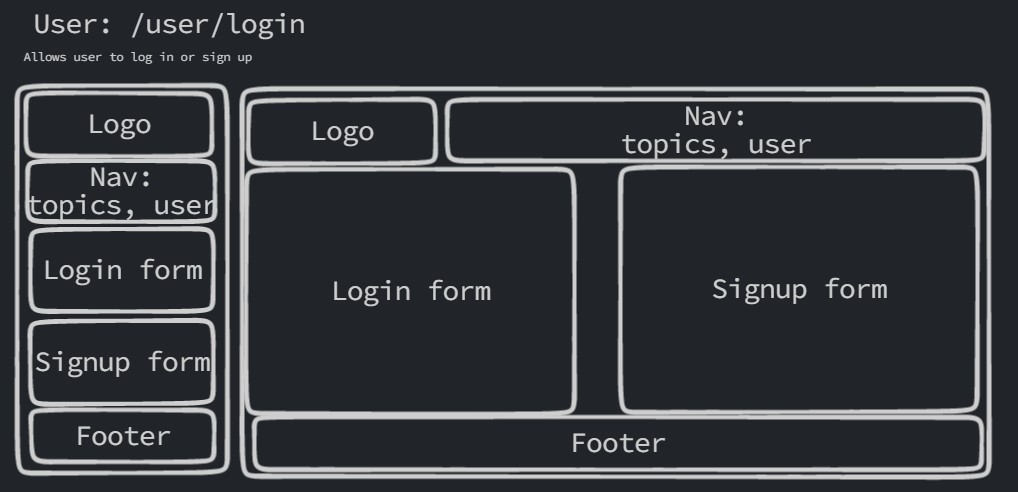 User: /user/login
Allows user to log in or sign up
Logo
Nav:
topics, user
Login form
Signup form
Footer
Logo
Nav:
topics, user
Login form
Signup form
Footer